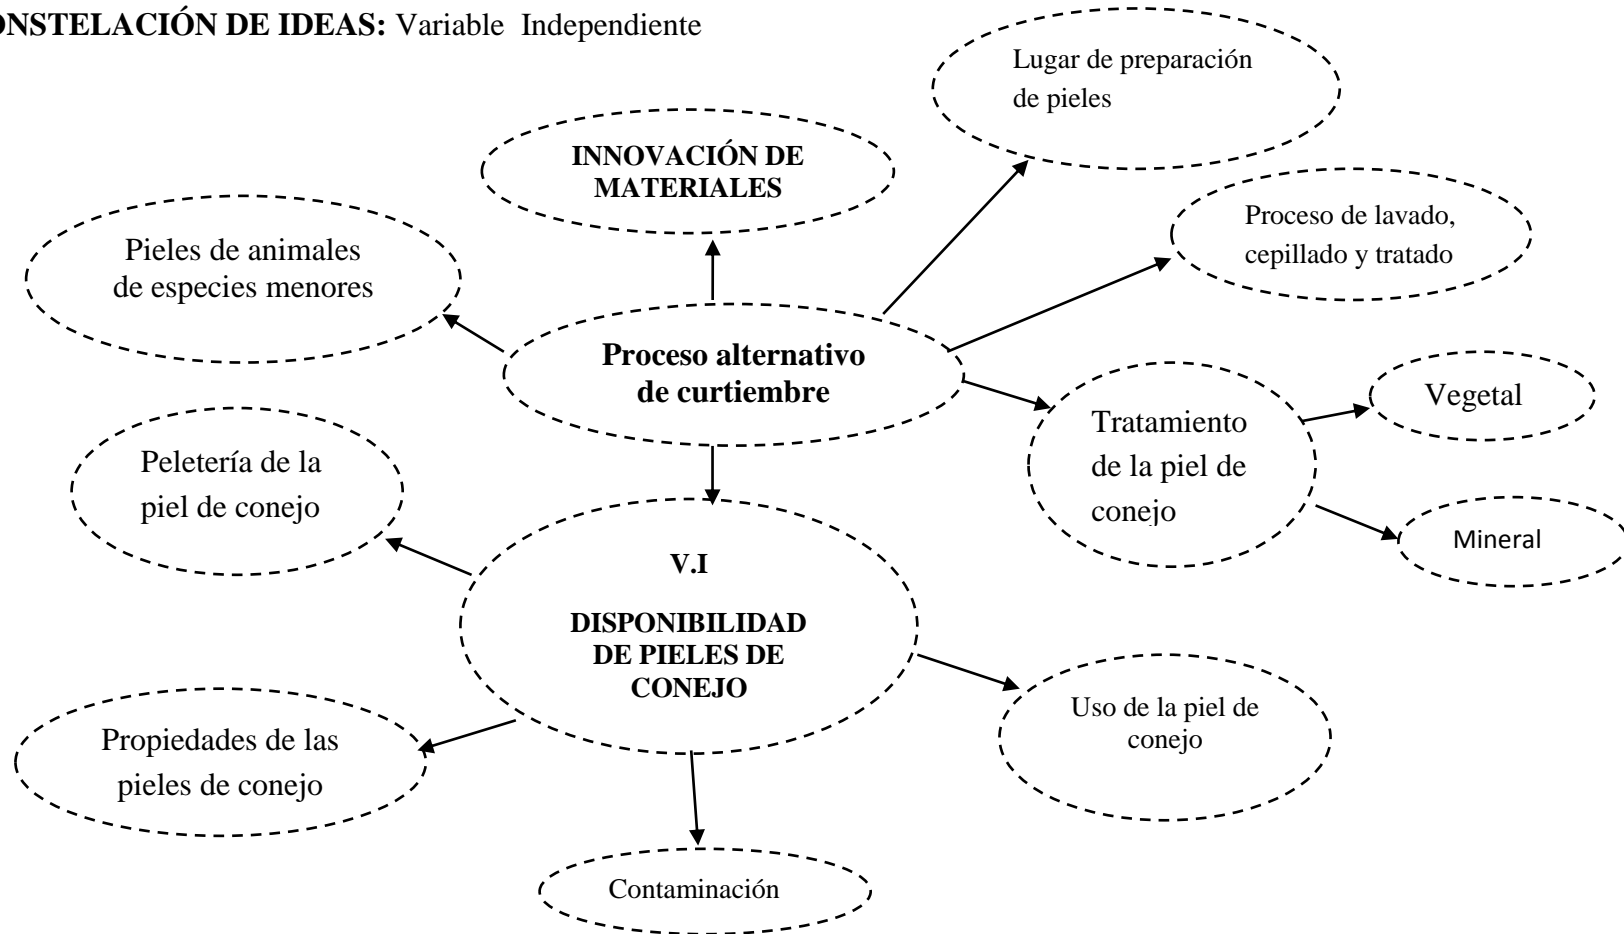 ONSTELACIÓN DE IDEAS: Variable Independiente
Lugar de preparación
de pieles
INNOVACIÓN DE
MATERIALES
Proceso de lavado,
cepillado y tratado
Pieles de animales
de especies menores
Proceso alternativo
de curtiembre
Vegetal
Tratamiento
de la piel de
conejo
Peletería de la
piel de conejo
Mineral
V.I
DISPONIBILIDAD
DE PIELES DE
CONEJO
Uso de la piel de
conejo
Propiedades de las
pieles de conejo
Contaminación